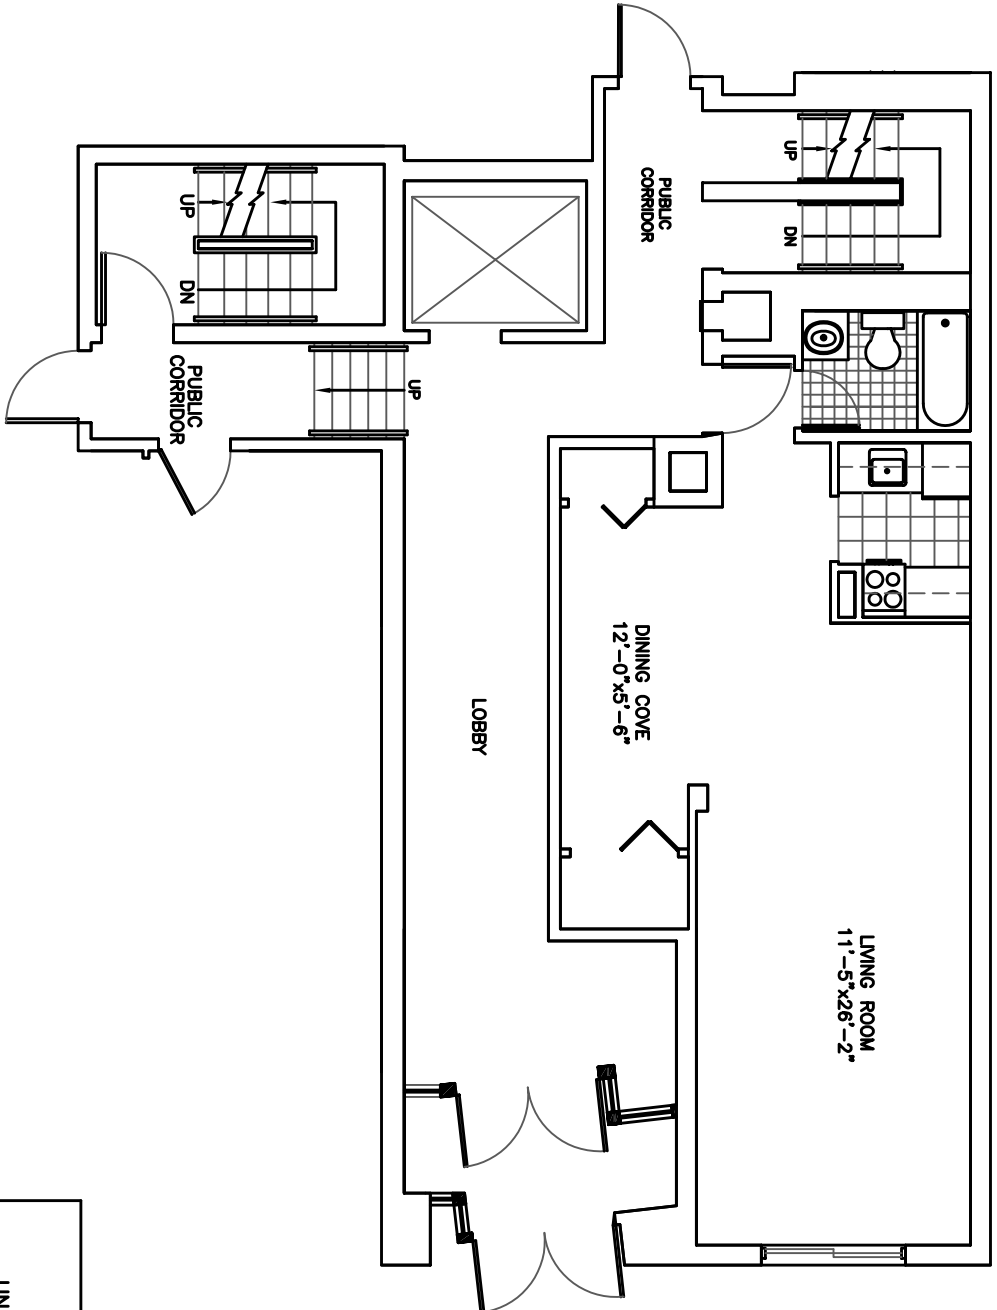 UP
DN
PUBLIC
CORRIDOR
UP
DN
PUBLIC
CORRIDOR
UP
DINING COVE
12'-0"x5'-6"
LOBBY
LIVING ROOM
11'-5"x26'-2"